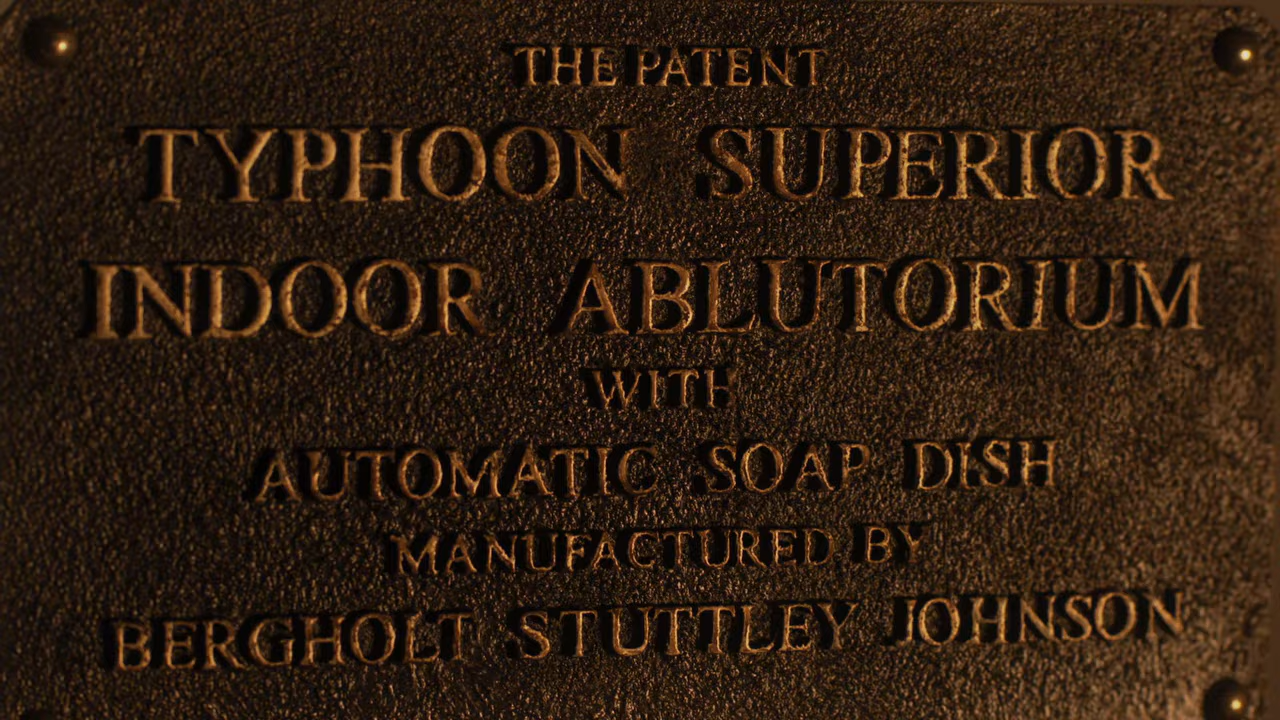 THE PATENT
TYPHOON SUPERIOR
INDOOR ABLUTORIUM
WITH
AUTOMATIC SOAP DISH
MANUFACTURED BY
BERGHOLT STUTTLEY JOHNSON